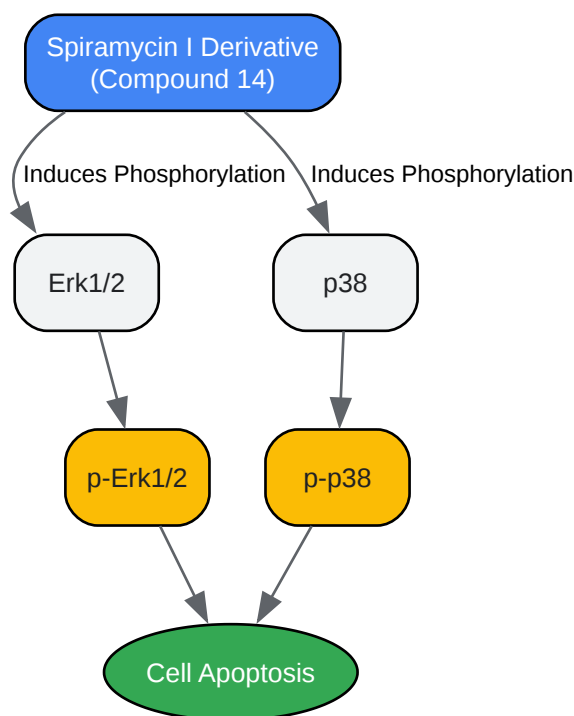 Spiramycin I Derivative
(Compound 14)
Induces Phosphorylation
Induces Phosphorylation
Erk1/2
p38
p-Erk1/2
p-p38
Cell Apoptosis